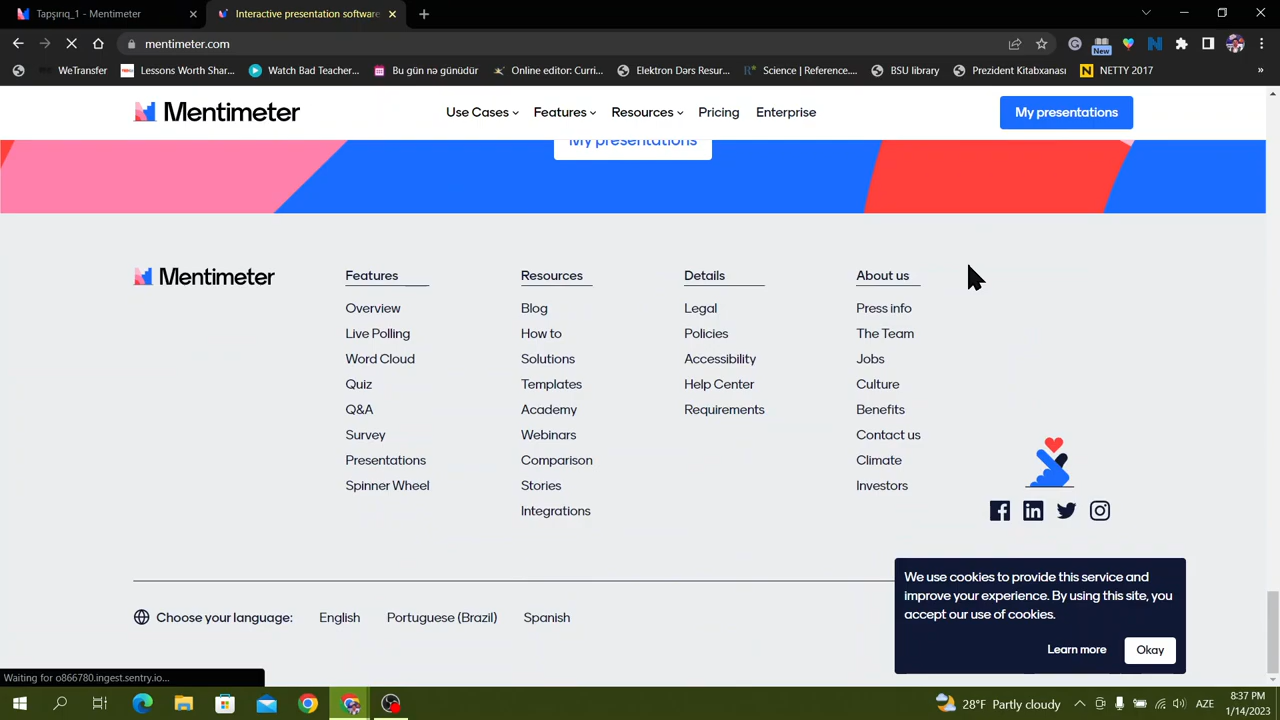 Tapşırıq_1 - Mentimeter
Interactive presentation software
mentimeter.com
New
WeTransfer
Lessons Worth Shar...
Watch Bad Teacher...
Bu gün nə günüdür
Online editor: Curri...
Elektron Dərs Resur...
Science | Reference....
BSU library
Prezident Kitabxanası
NETTY 2017
Mentimeter
Use Cases
Features
Resources
Pricing
Enterprise
My presentations
My presentations
Mentimeter
Features
Overview
Live Polling
Word Cloud
Quiz
Q&A
Survey
Presentations
Spinner Wheel
Resources
Blog
How to
Solutions
Templates
Academy
Webinars
Comparison
Stories
Integrations
Details
Legal
Policies
Accessibility
Help Center
Requirements
About us
Press info
The Team
Jobs
Culture
Benefits
Contact us
Climate
Investors
Choose your language:
English
Portuguese (Brazil)
Spanish
We use cookies to provide this service and
improve your experience. By using this site, you
accept our use of cookies.
Learn more
Okay
Waiting for o866780.ingest.sentry.io...
28°F Partly cloudy
AZE
8:37 PM
1/14/2023